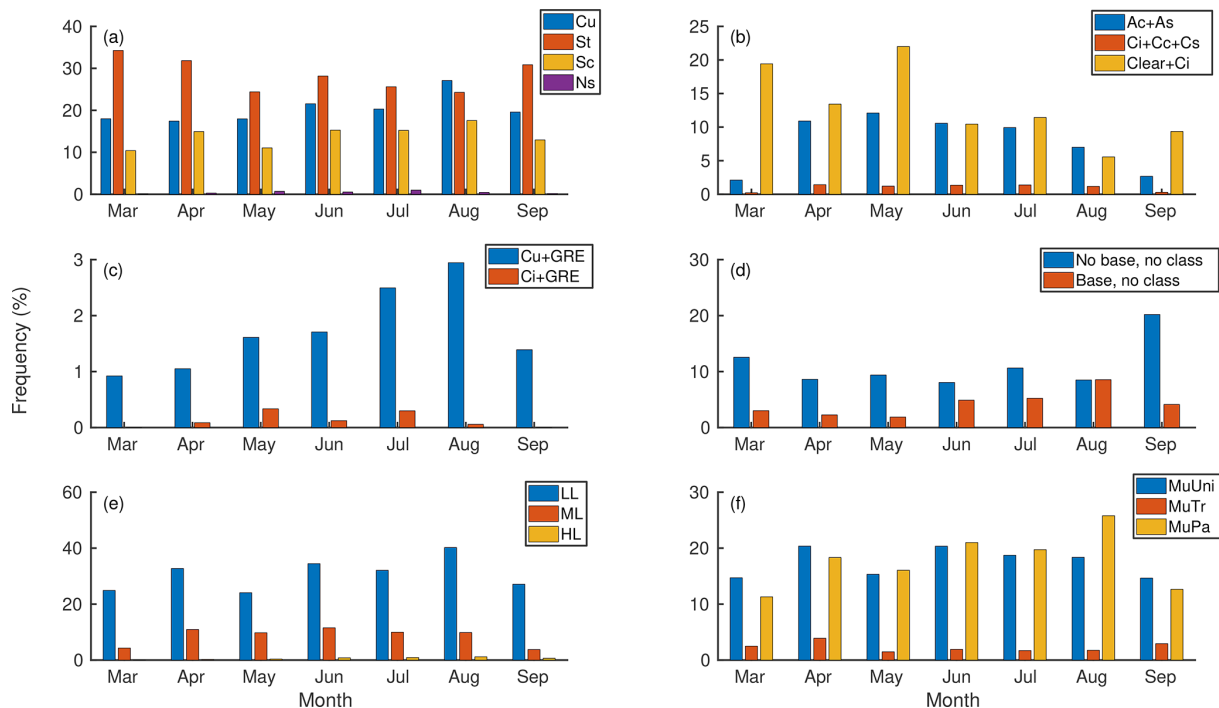 (a)
40
30
20
10
0
Cu
St
Sc
Ns
Mar Apr May Jun Jul Aug Sep
(b)
25
20
15
10
5
0
Ac+As
Ci+Cc+Cs
Clear+Ci
Mar Apr May Jun Jul Aug Sep
Frequency (%)
(c)
3
2
1
0
Cu+GRE
Ci+GRE
Mar Apr May Jun Jul Aug Sep
(d)
30
20
10
0
No base, no class
Base, no class
Mar Apr May Jun Jul Aug Sep
(e)
60
40
20
0
LL
ML
HL
Mar Apr May Jun Jul Aug Sep
Month
(f)
30
20
10
0
MuUni
MuTr
MuPa
Mar Apr May Jun Jul Aug Sep
Month